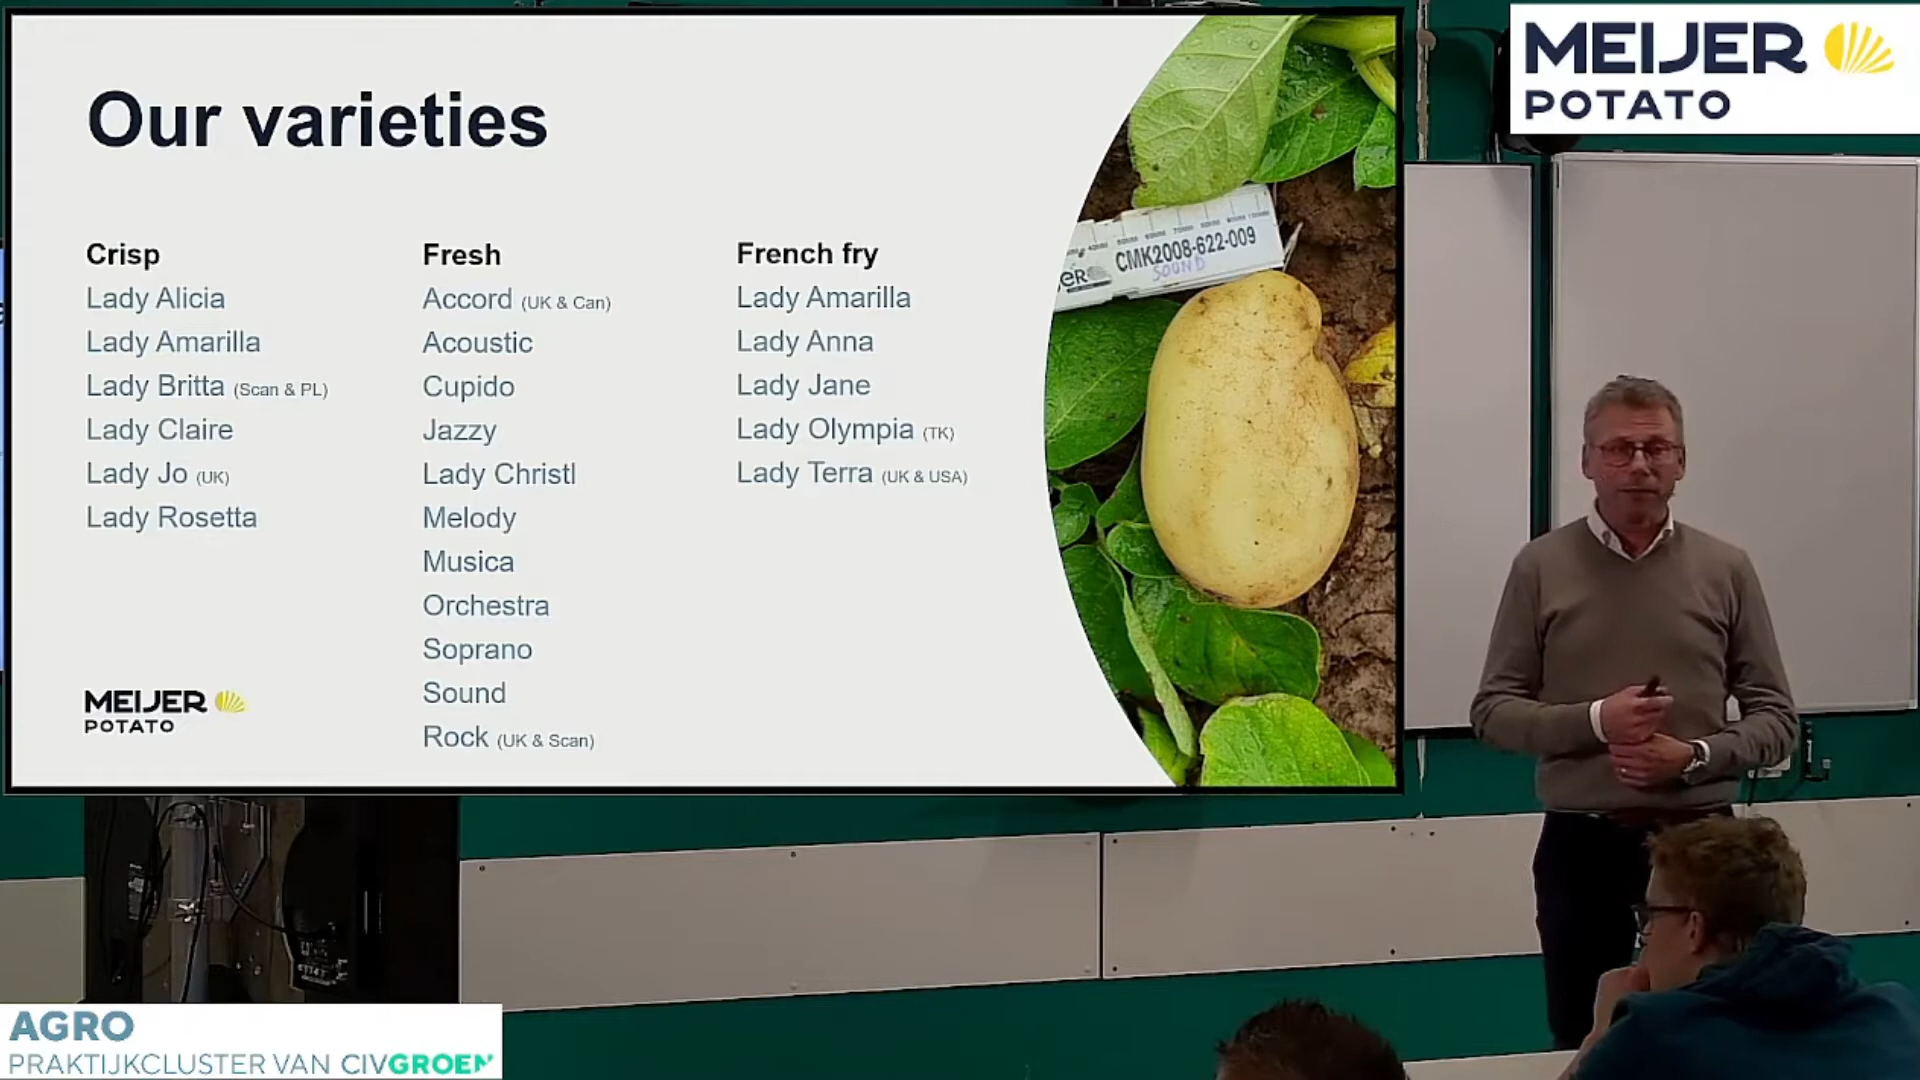 Our varieties
Crisp
Lady Alicia
Lady Amarilla
Lady Britta (Scan & PL)
Lady Claire
Lady Jo (UK)
Lady Rosetta
Fresh
Accord (UK & Can)
Acoustic
Cupido
Jazzy
Lady Christl
Melody
Musica
Orchestra
Soprano
Sound
Rock (UK & Scan)
French fry
Lady Amarilla
Lady Anna
Lady Jane
Lady Olympia (TK)
Lady Terra (UK & USA)
CMK2008-622-009
SOUND
MEIJER
POTATO
MEIJER
POTATO
AGRO
PRAKTIJKCLUSTER VAN CIVGROEN